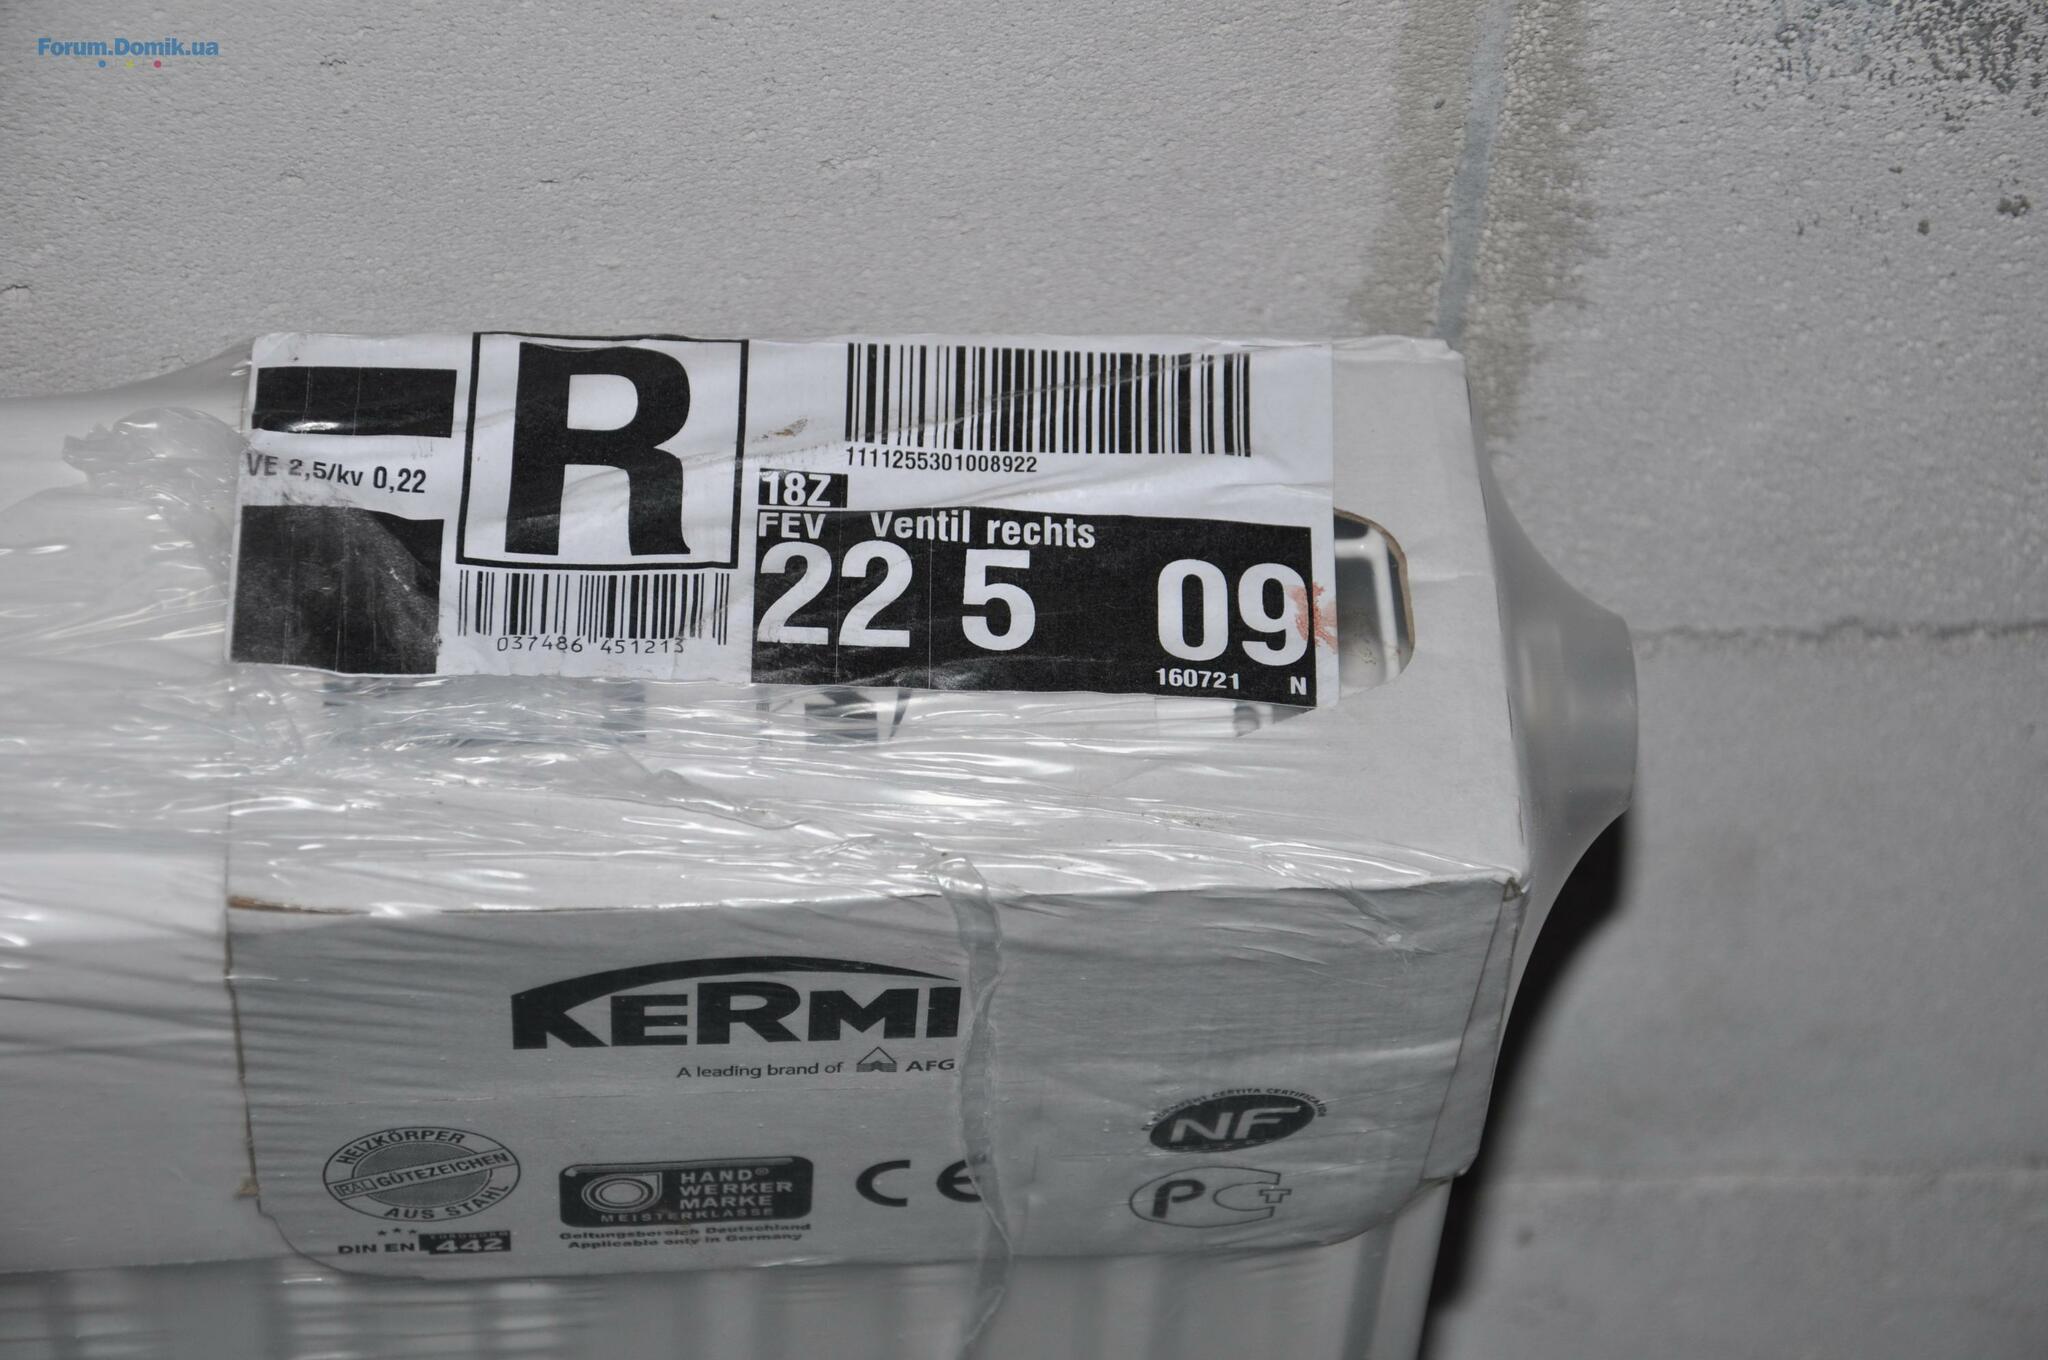 Forum.Domik.ua
R
1111255301008922
VE 2,5/kv 0,22
18Z
FEV Ventil rechts
22 5 09
037486 451213
160721 N
KERMI
A leading brand of AFG
NF
HEIZKÖRPER
RAL GÜTEZEICHEN
AUS STAHL
HAND®
WERKER
MARKE
MEISTERKLASSE
CE
PCT
DIN EN 442
Geltungsbereich Deutschland
Applicable only in Germany